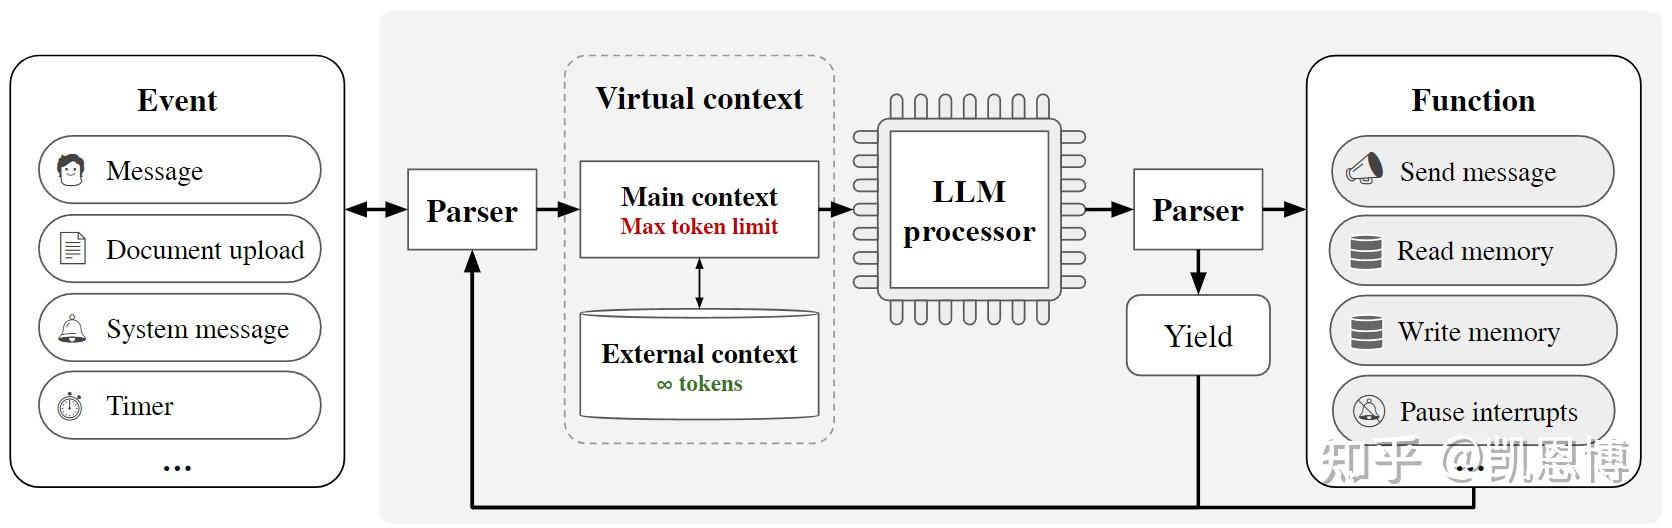 Event
Message
Document upload
System message
Timer
...
Parser
Virtual context
Main context
Max token limit
External context
∞ tokens
LLM
processor
Parser
Yield
Function
Send message
Read memory
Write memory
Pause interrupts
...
知乎 @凯恩博